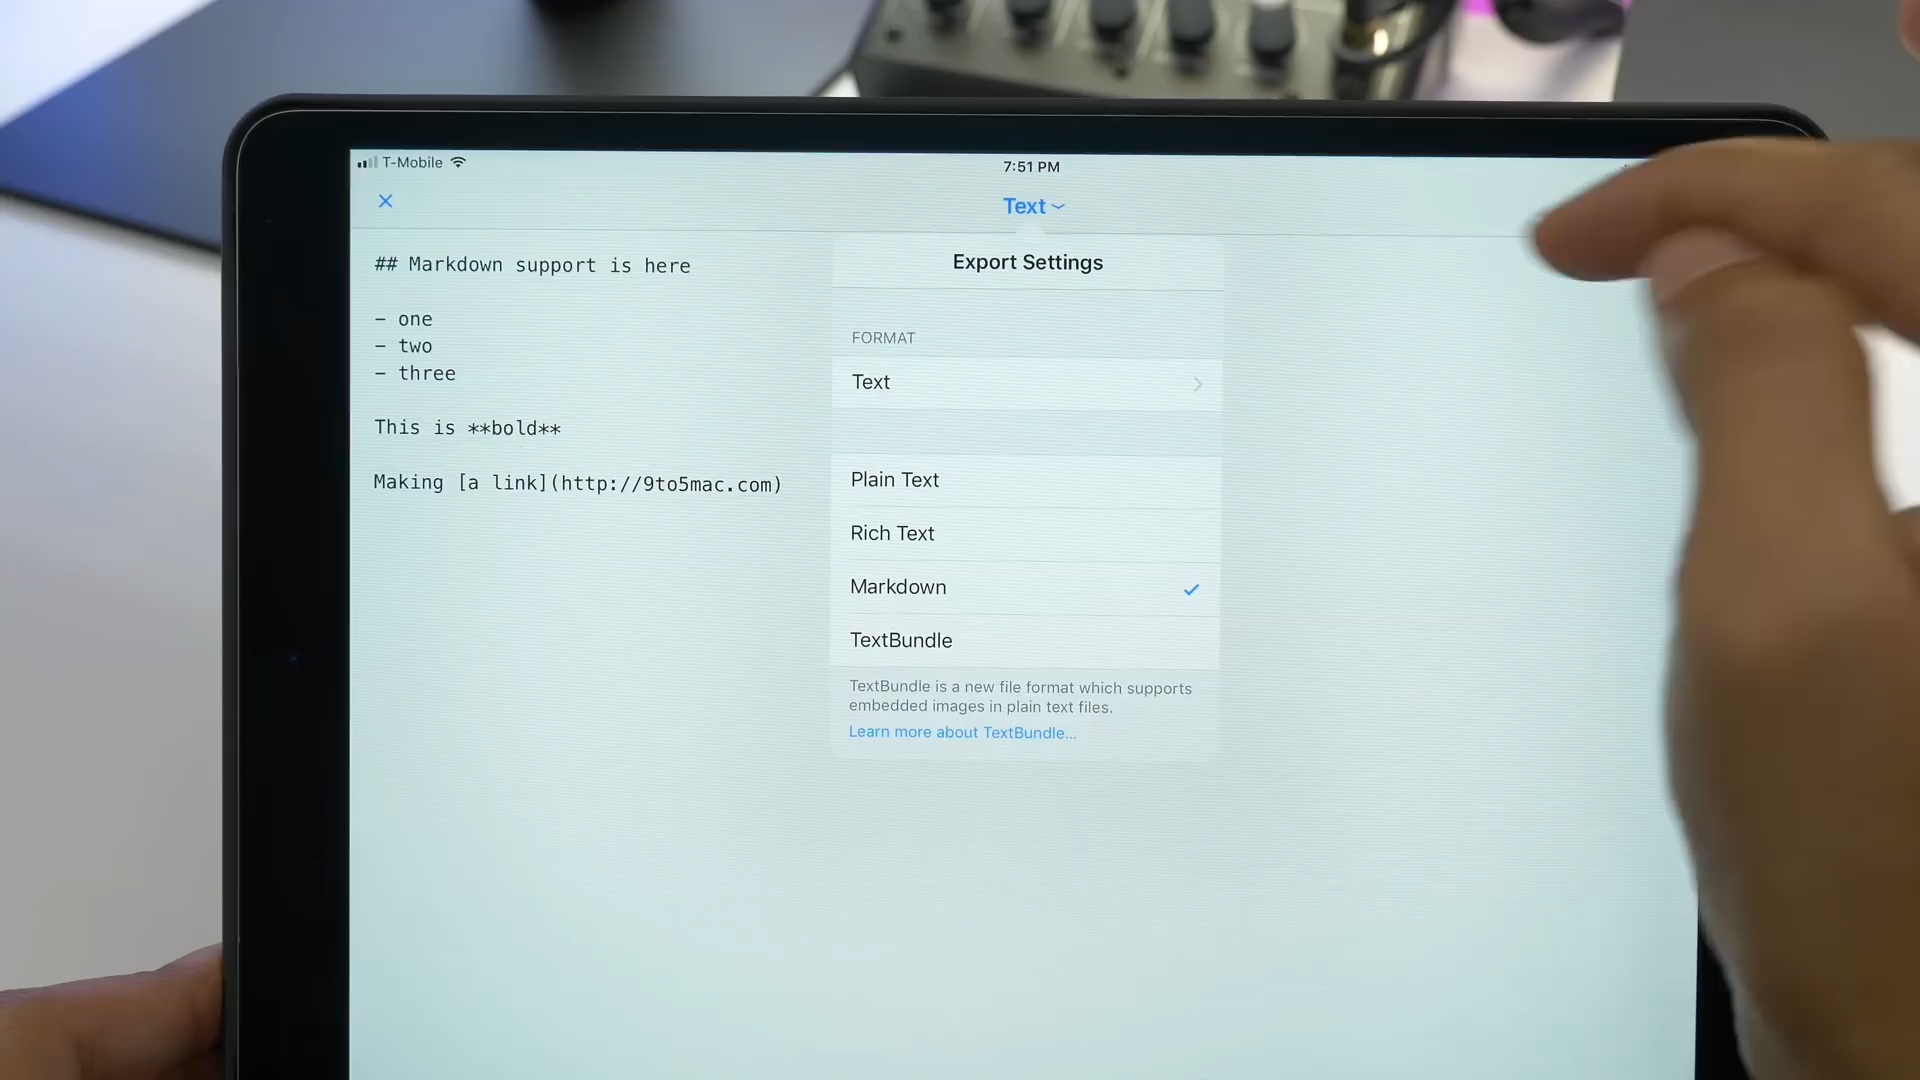 T-Mobile
7:51 PM
Text
## Markdown support is here
- one
- two
- three
This is **bold**
Making [a link](http://9to5mac.com)
Export Settings
FORMAT
Text
Plain Text
Rich Text
Markdown
TextBundle
TextBundle is a new file format which supports
embedded images in plain text files.
Learn more about TextBundle...